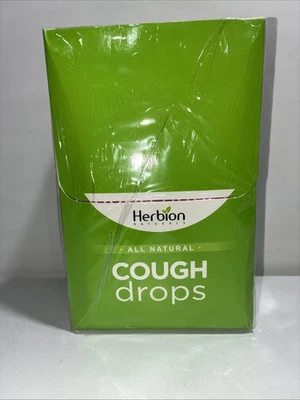 Herbion
NATURALS
· ALL NATURAL ·
COUGH
drops